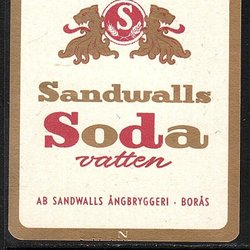 S
Sandwalls
Soda
vatten
AB SANDWALLS ÅNGBRYGGERI · BORÅS
N